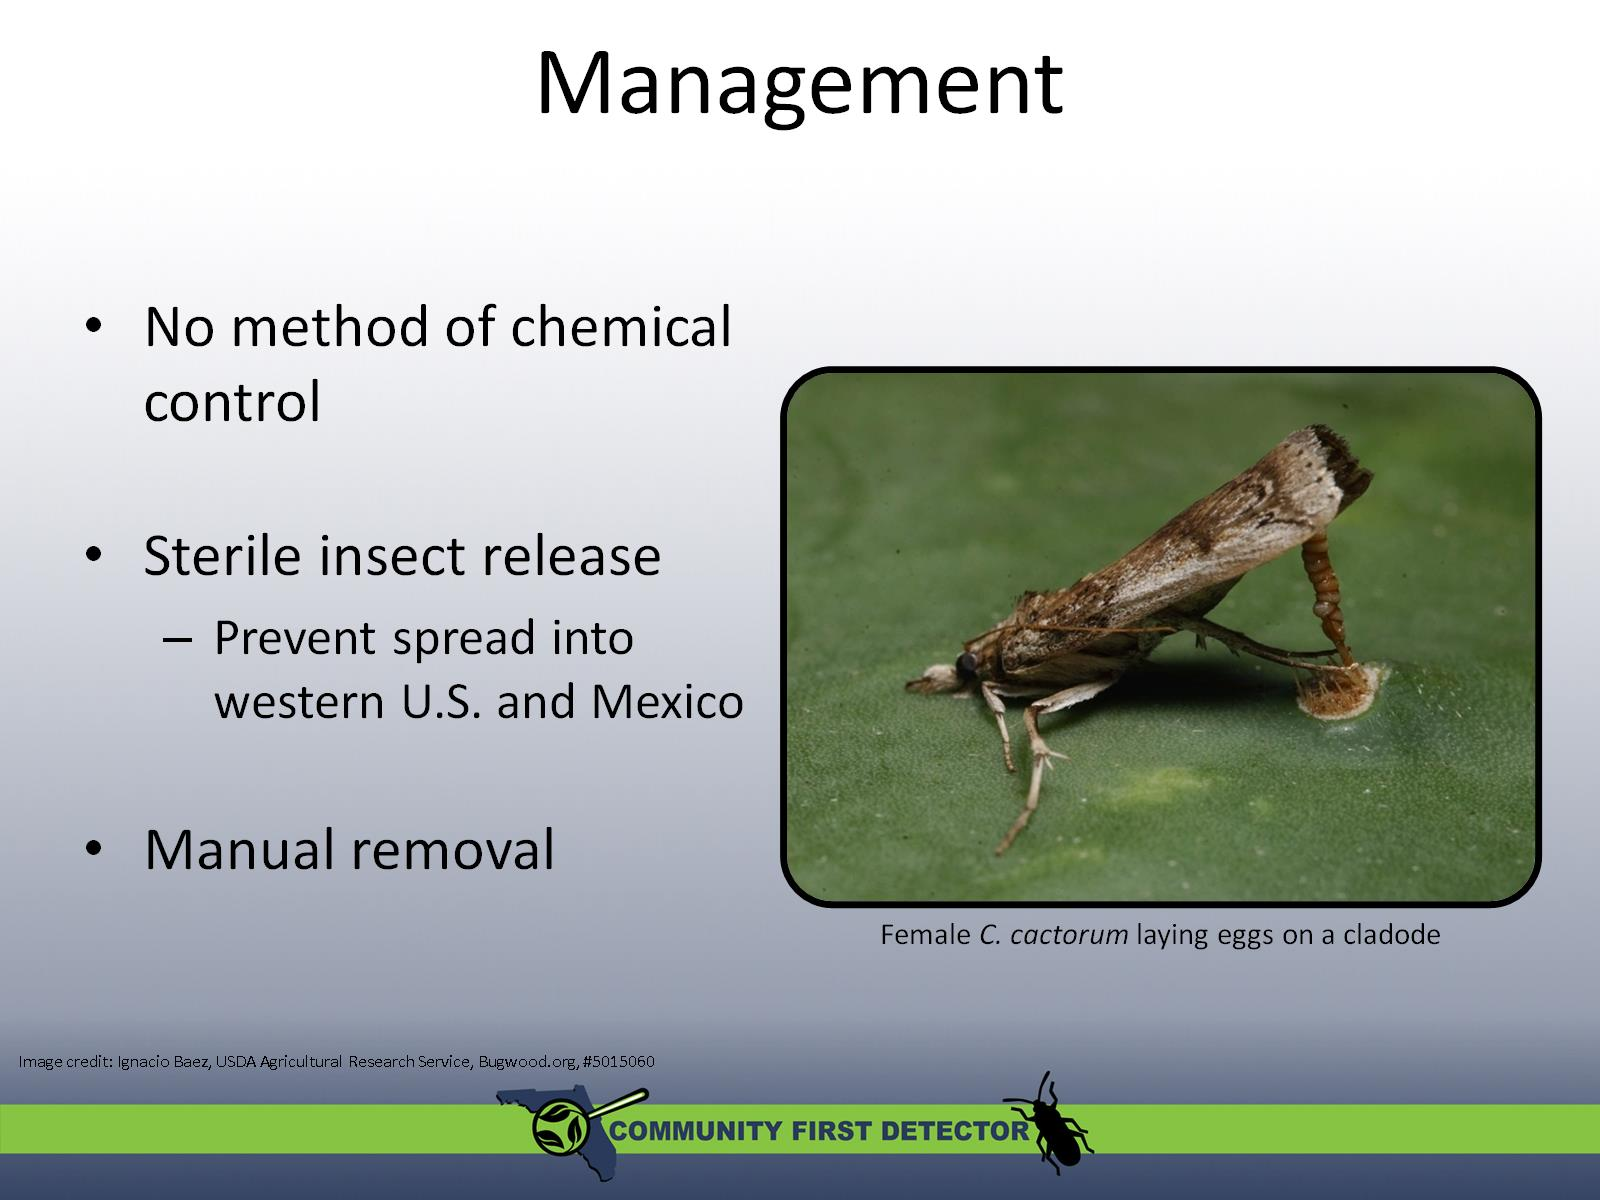 Management
• No method of chemical
control
• Sterile insect release
– Prevent spread into
western U.S. and Mexico
• Manual removal
Female C. cactorum laying eggs on a cladode
Image credit: Ignacio Baez, USDA Agricultural Research Service, Bugwood.org, #5015060
COMMUNITY FIRST DETECTOR